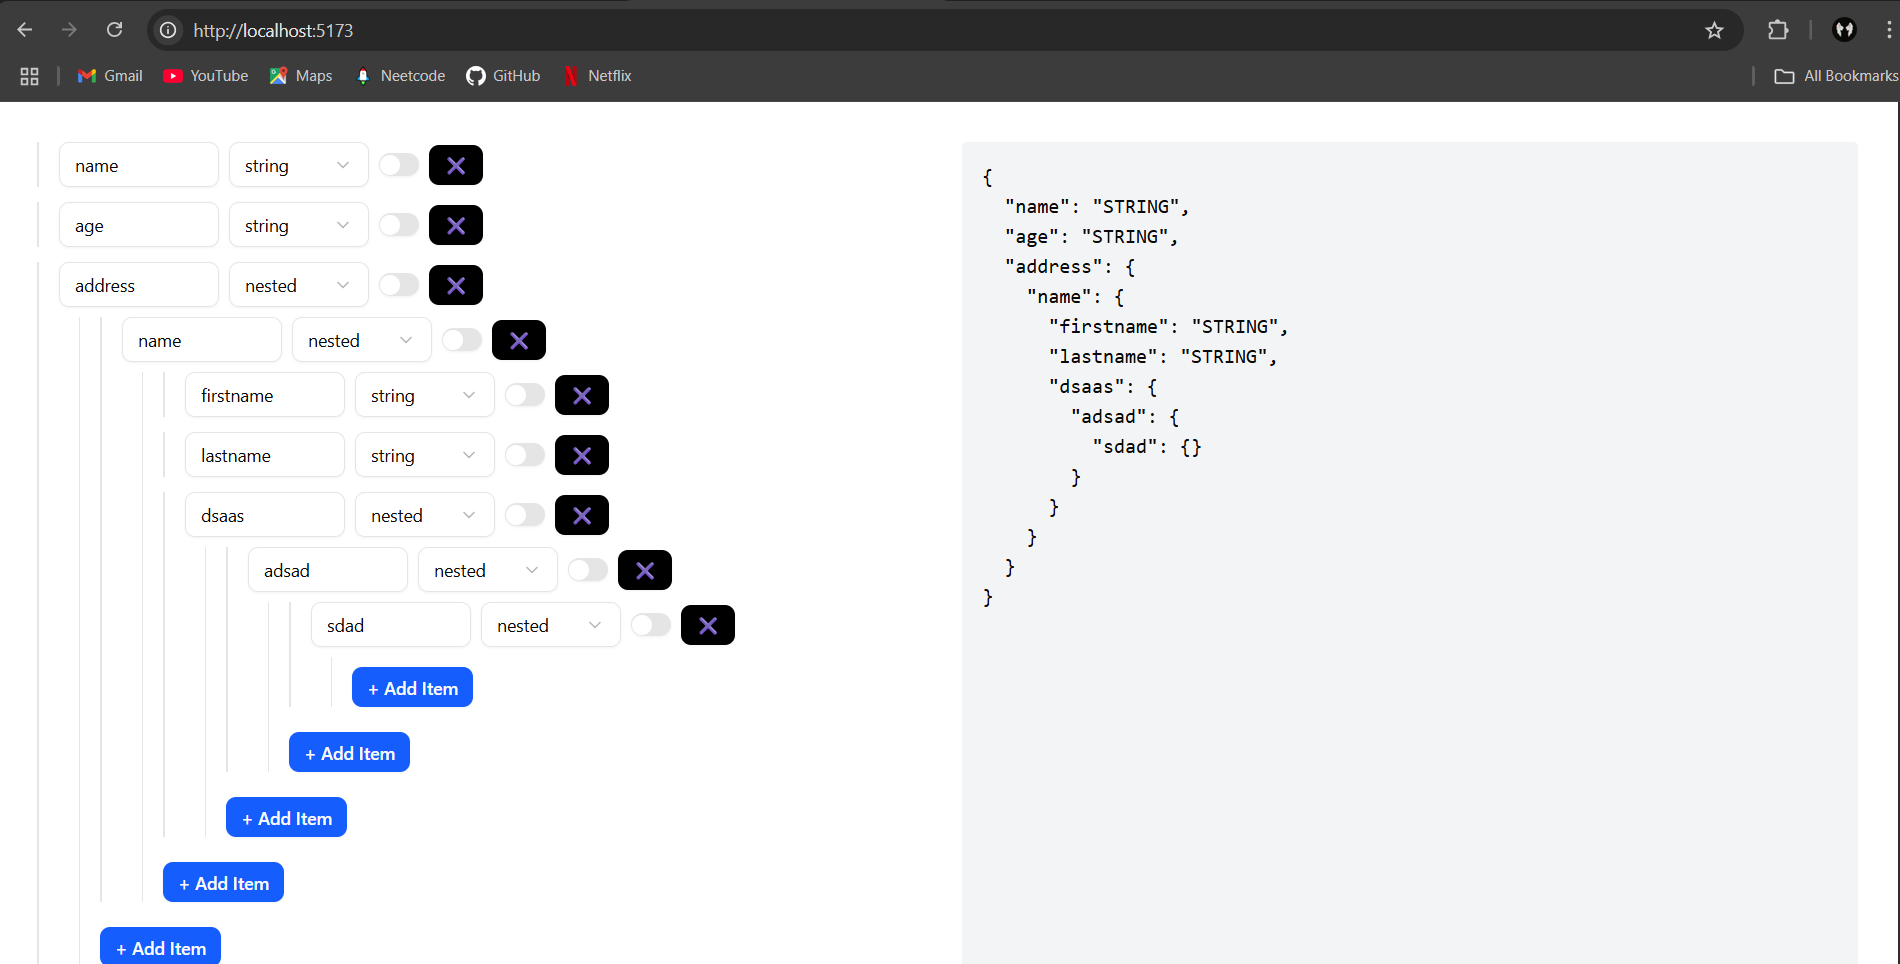 http://localhost:5173
Gmail YouTube Maps Neetcode GitHub Netflix All Bookmarks
name string
age string
address nested
name nested
firstname string
lastname string
dsaas nested
adsad nested
sdad nested
+ Add Item
+ Add Item
+ Add Item
+ Add Item
+ Add Item
{
"name": "STRING",
"age": "STRING",
"address": {
"name": {
"firstname": "STRING",
"lastname": "STRING",
"dsaas": {
"adsad": {
"sdad": {}
}
}
}
}
}